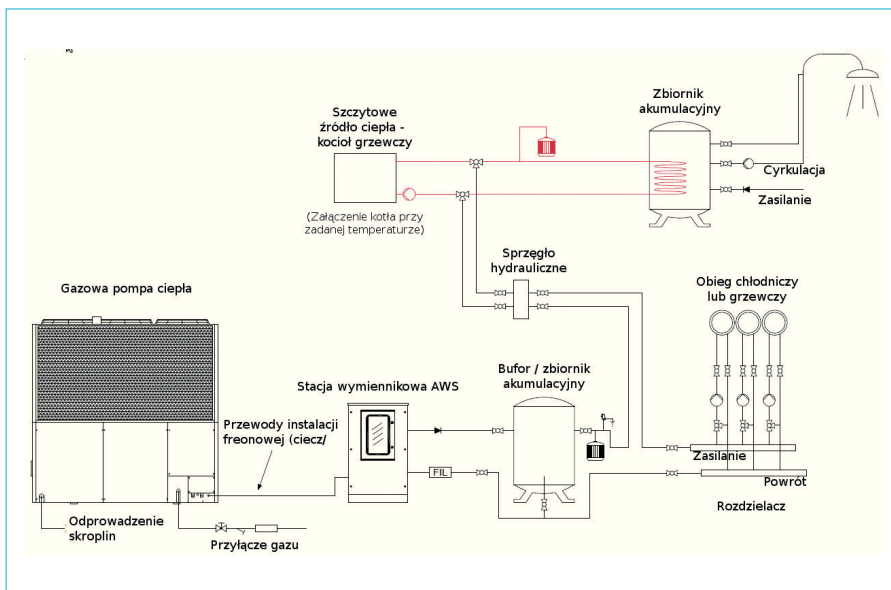 Szczytowe
źródło ciepła -
kocioł grzewczy
(Załączenie kotła przy
zadanej temperaturze)
Zbiornik
akumulacyjny
Cyrkulacja
Zasilanie
Sprzęgło
hydrauliczne
Obieg chłodniczy
lub grzewczy
Gazowa pompa ciepła
Stacja wymiennikowa AWS
Bufor / zbiornik
akumulacyjny
Przewody instalacji
freonowej (ciecz/
FIL
Zasilanie
Powrót
Rozdzielacz
Odprowadzenie
skroplin
Przyłącze gazu